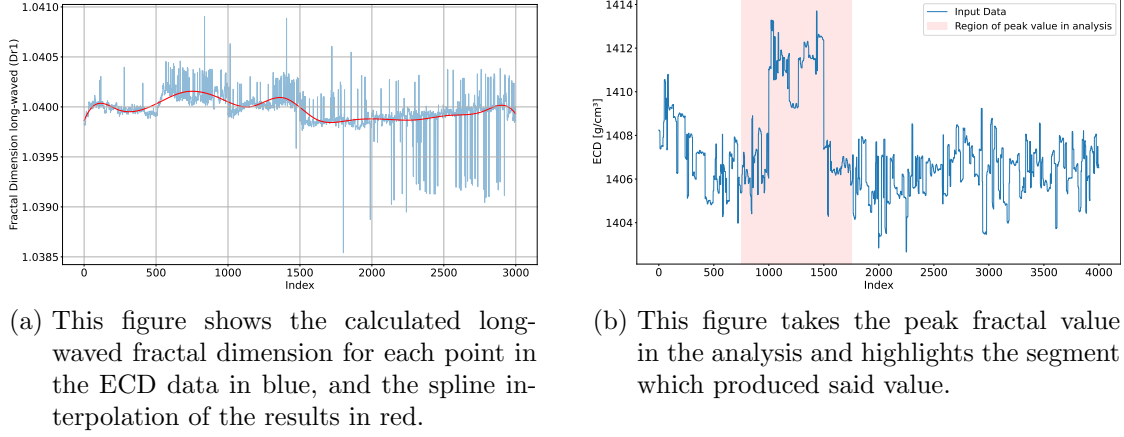 1.0410
1.0405
1.0400
1.0395
1.0390
1.0385
Fractal Dimension long-waved (Dr1)
0 500 1000 1500 2000 2500 3000
Index
1414
1412
1410
1408
1406
1404
1402
ECD [g/cm³]
Input Data
Region of peak value in analysis
0 500 1000 1500 2000 2500 3000 3500 4000
Index
(a) This figure shows the calculated long-
waved fractal dimension for each point in
the ECD data in blue, and the spline in-
terpolation of the results in red.
(b) This figure takes the peak fractal value
in the analysis and highlights the segment
which produced said value.